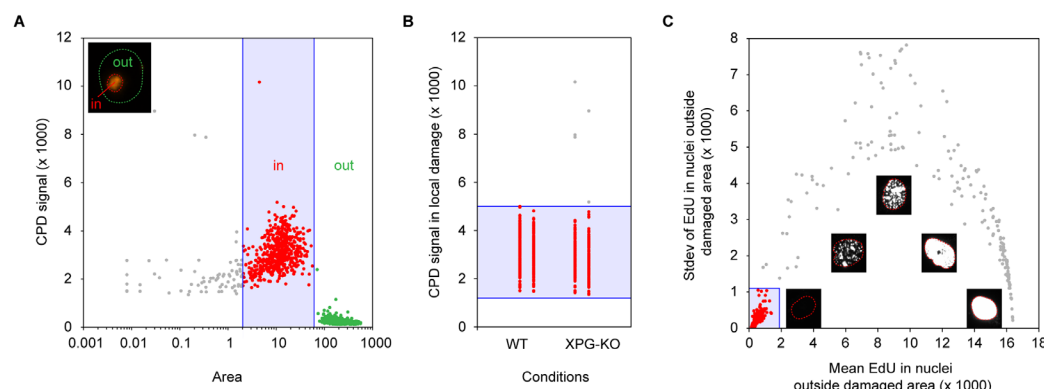 A
CPD signal (x 1000)
12
10
8
6
4
2
0
out
in
in
out
0.001
0.01
0.1
1
10
100
1000
Area
B
CPD signal in local damage (x 1000)
12
10
8
6
4
2
0
WT
XPG-KO
Conditions
C
Stdev of EdU in nuclei outside
damaged area (x 1000)
8
7
6
5
4
3
2
1
0
0
2
4
6
8
10
12
14
16
18
Mean EdU in nuclei
outside damaged area (x 1000)